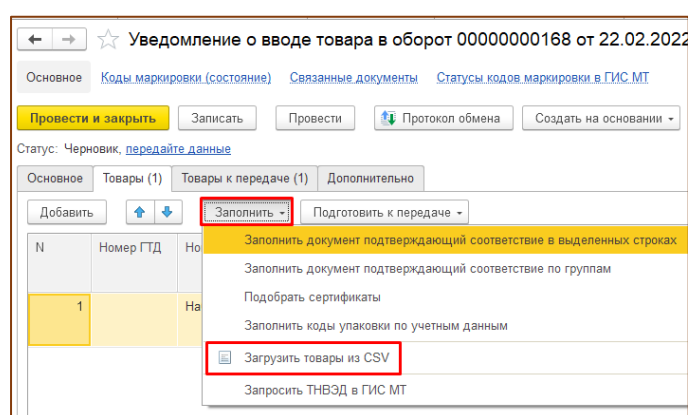 Уведомление о вводе товара в оборот 00000000168 от 22.02.2022
Основное Коды маркировки (состояние) Связанные документы Статусы кодов маркировки в ГИС МТ
Провести и закрыть Записать Провести Протокол обмена Создать на основании
Статус: Черновик, передайте данные
Основное Товары (1) Товары к передаче (1) Дополнительно
Добавить Заполнить Подготовить к передаче
N Номер ГТД Но
Заполнить документ подтверждающий соответствие в выделенных строках
Заполнить документ подтверждающий соответствие по группам
1 На
Подобрать сертификаты
Заполнить коды упаковки по учетным данным
Загрузить товары из CSV
Запросить ТНВЭД в ГИС МТ